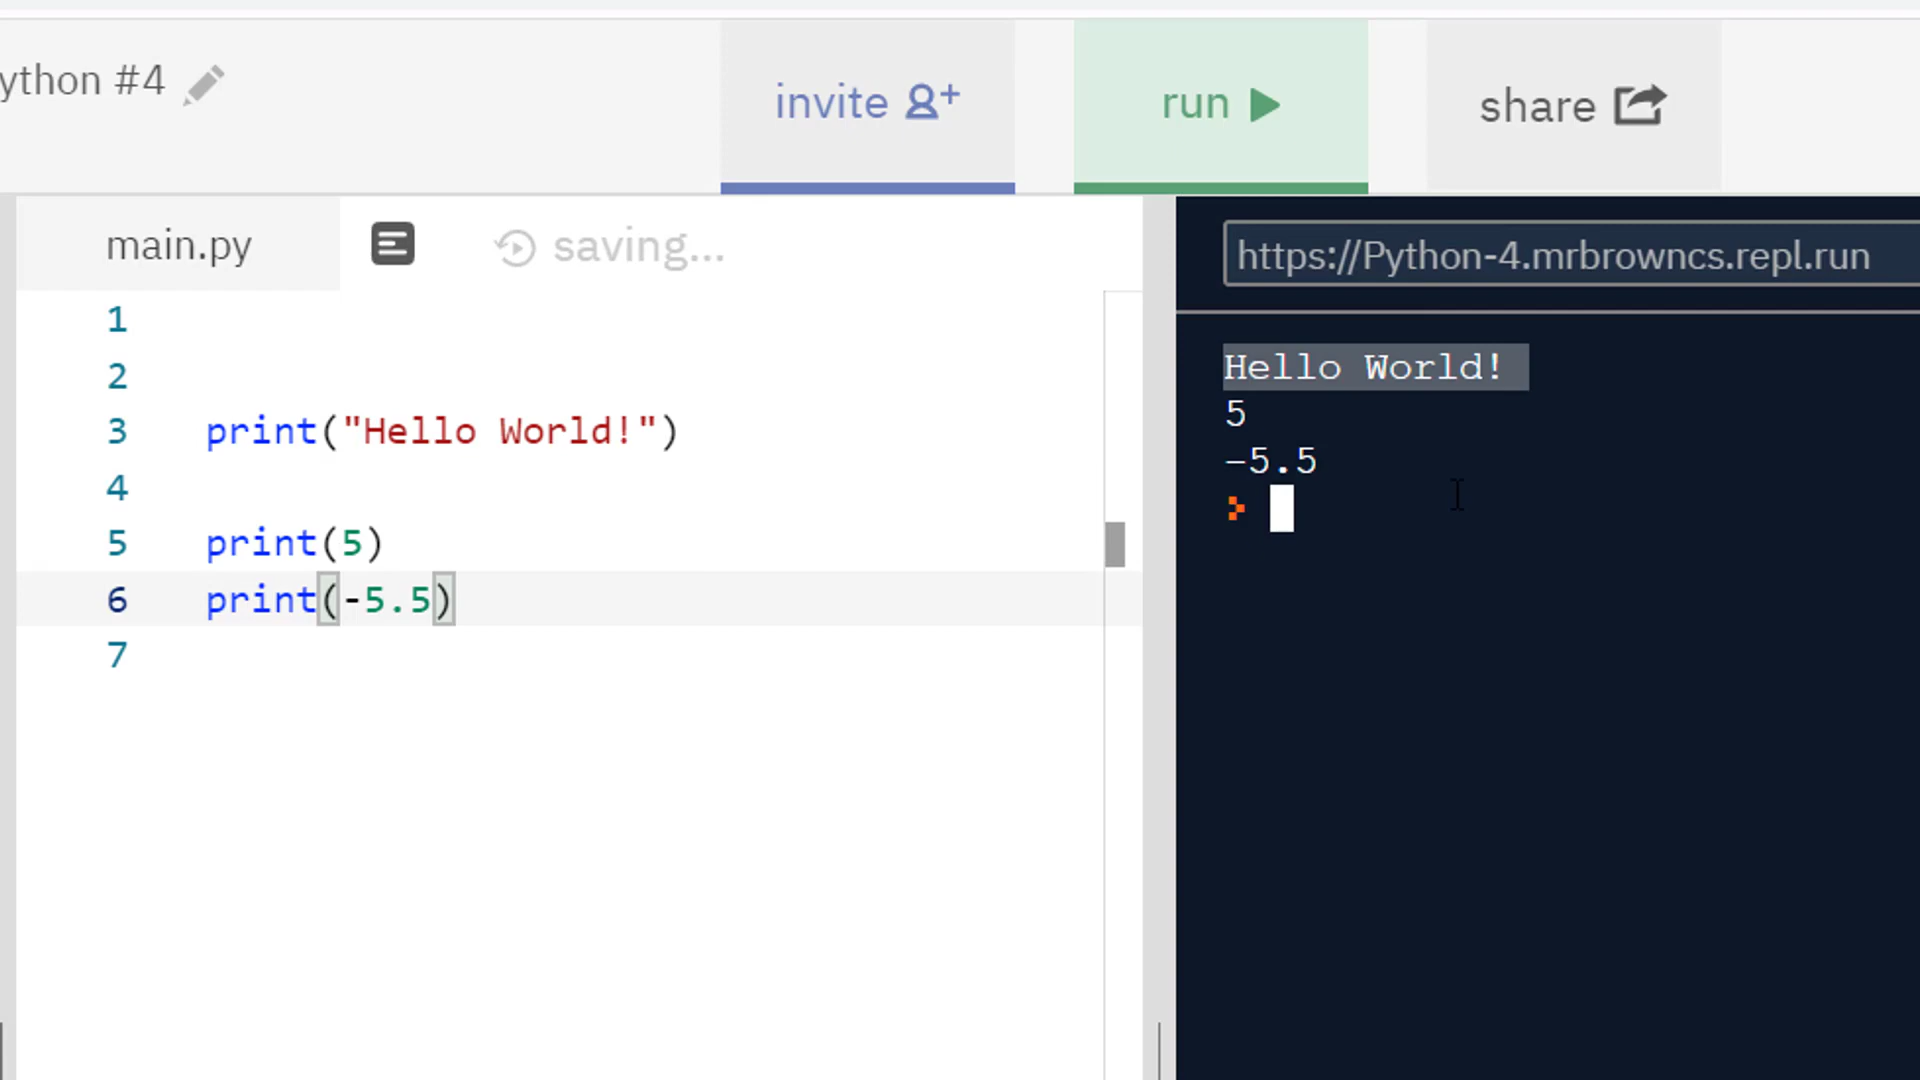 ython #4
invite
run
share
main.py
saving...
https://Python-4.mrbrowncs.repl.run
1
2
3 print("Hello World!")
4
5 print(5)
6 print(-5.5)
7
Hello World!
5
-5.5